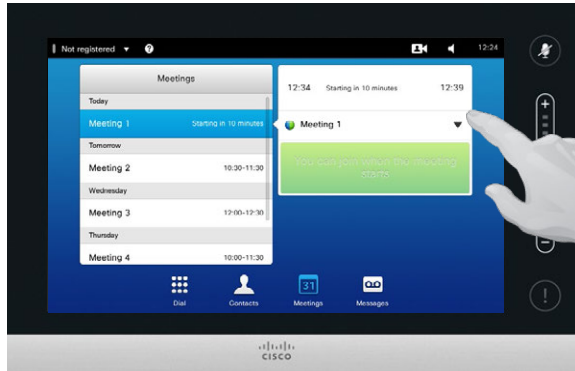 Not registered
12:24
Meetings
Today
Meeting 1 Starting in 10 minutes
Tomorrow
Meeting 2 10:30-11:30
Wednesday
Meeting 3 12:00-12:30
Thursday
Meeting 4 10:00-11:30
12:34 Starting in 10 minutes 12:39
Meeting 1
You can join when the meeting
starts
31
Dial Contacts Meetings Messages
CISCO